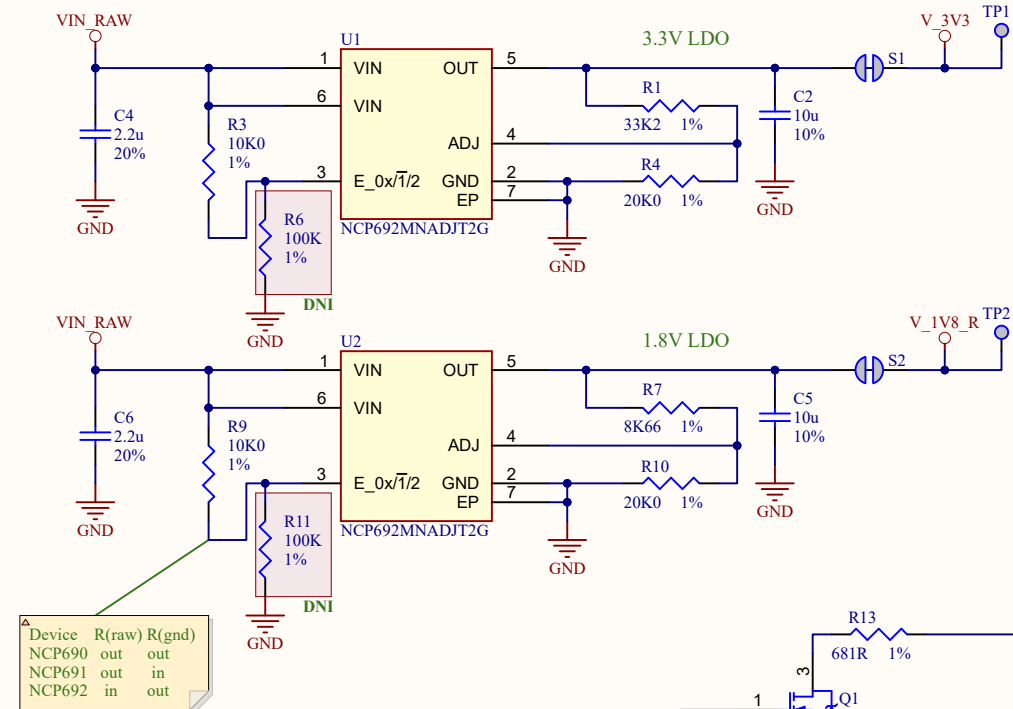 VIN_RAW
U1
3.3V LDO
V_3V3
TP1
1
VIN
OUT
5
S1
6
VIN
R1
33K2 1%
C2
10u
10%
C4
2.2u
20%
R3
10K0
1%
ADJ
4
3
E_0x/1̅/2
GND
2
EP
7
R4
20K0 1%
GND
GND
R6
100K
1%
NCP692MNADJT2G
GND
DNI
GND
VIN_RAW
U2
1.8V LDO
V_1V8_R
TP2
1
VIN
OUT
5
S2
6
VIN
R7
8K66 1%
C5
10u
10%
C6
2.2u
20%
R9
10K0
1%
ADJ
4
3
E_0x/1̅/2
GND
2
EP
7
R10
20K0 1%
GND
GND
R11
100K
1%
NCP692MNADJT2G
GND
DNI
GND
Device R(raw) R(gnd)
NCP690 out out
NCP691 out in
NCP692 in out
R13
681R 1%
3
1
Q1